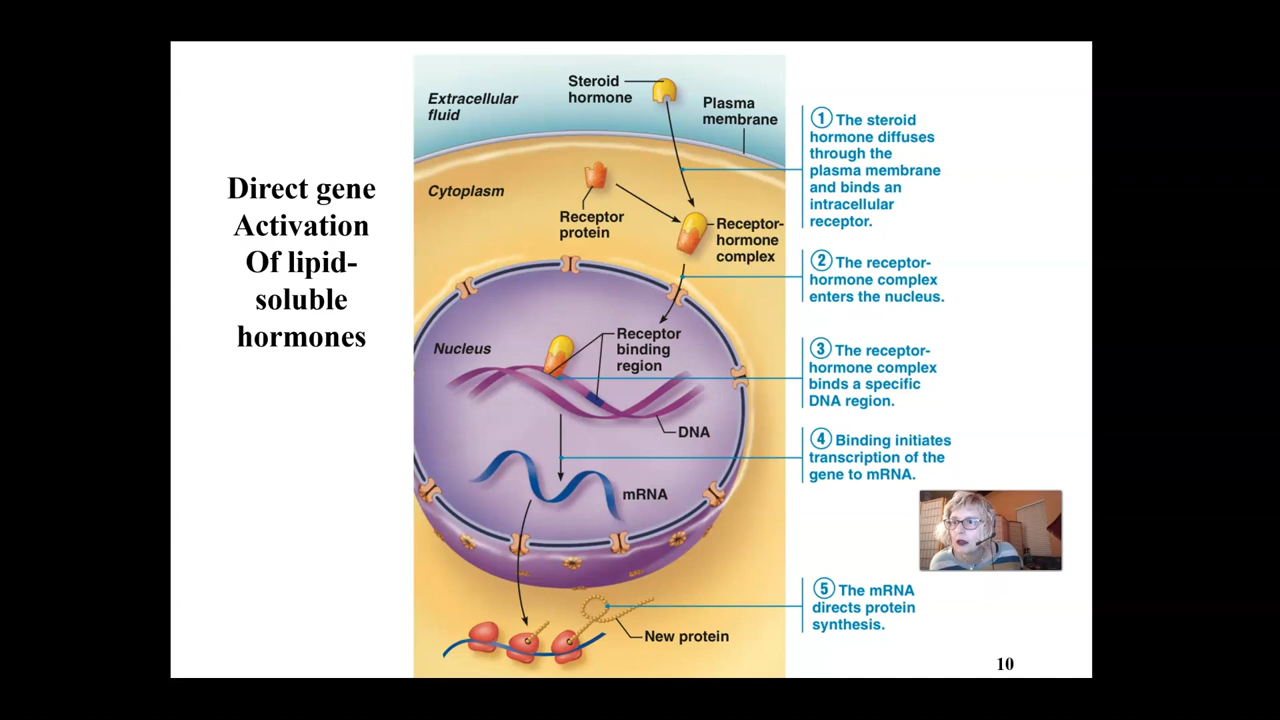 Direct gene
Activation
Of lipid-
soluble
hormones
Steroid
hormone
Extracellular
fluid
Plasma
membrane
Cytoplasm
Receptor
protein
Receptor-
hormone
complex
Nucleus
Receptor
binding
region
DNA
mRNA
New protein
1 The steroid
hormone diffuses
through the
plasma membrane
and binds an
intracellular
receptor.
2 The receptor-
hormone complex
enters the nucleus.
3 The receptor-
hormone complex
binds a specific
DNA region.
4 Binding initiates
transcription of the
gene to mRNA.
5 The mRNA
directs protein
synthesis.
10